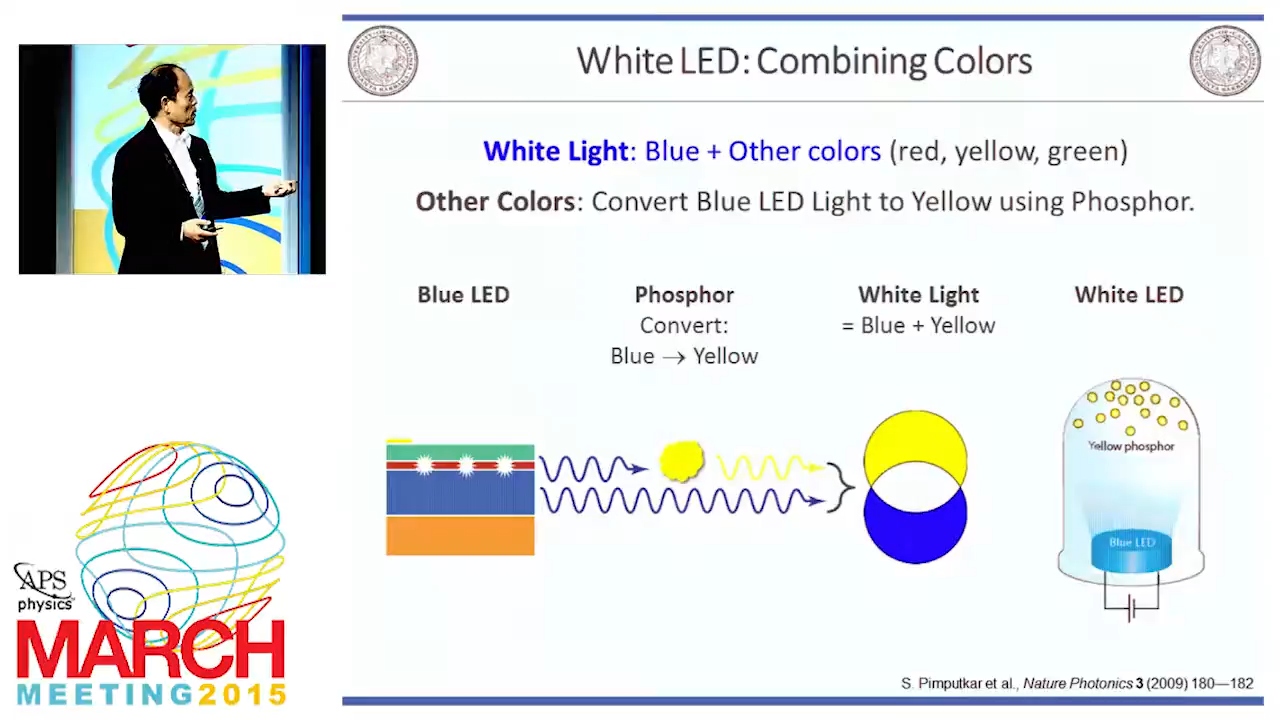 White LED: Combining Colors
White Light: Blue + Other colors (red, yellow, green)
Other Colors: Convert Blue LED Light to Yellow using Phosphor.
Blue LED
Phosphor
Convert:
Blue → Yellow
White Light
= Blue + Yellow
White LED
Yellow phosphor
Blue LED
APS
physics
MARCH
MEETING2015
S. Pimputkar et al., Nature Photonics 3 (2009) 180—182